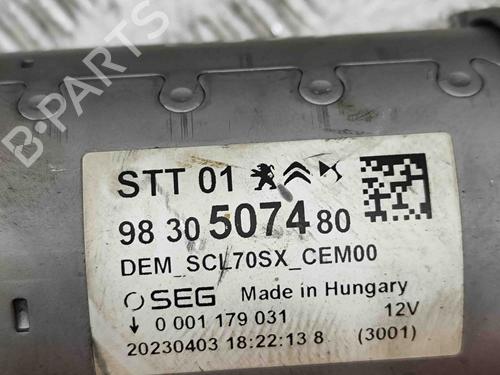 B-PARTS
STT 01
98 30 5074 80
DEM_SCL70SX_CEM00
SEG Made in Hungary
0 001 179 031 12V
20230403 18:22:13 8 (3001)